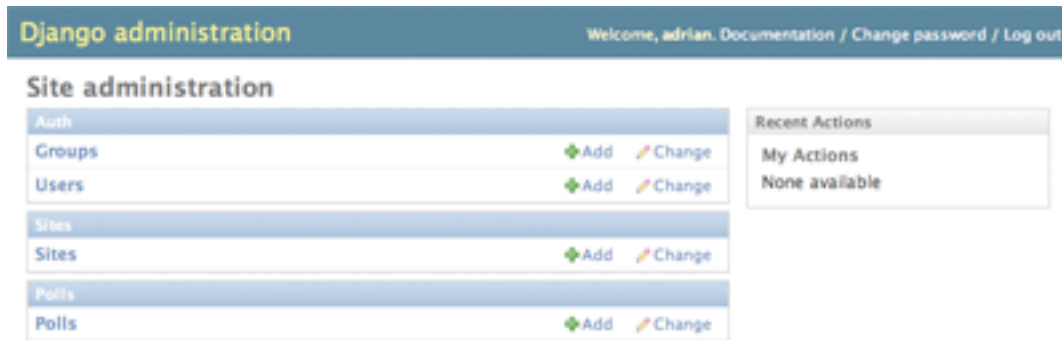 Django administration
Welcome, adrian. Documentation / Change password / Log out
Site administration
Auth
Groups Add Change
Users Add Change
Sites
Sites Add Change
Polls
Polls Add Change
Recent Actions
My Actions
None available